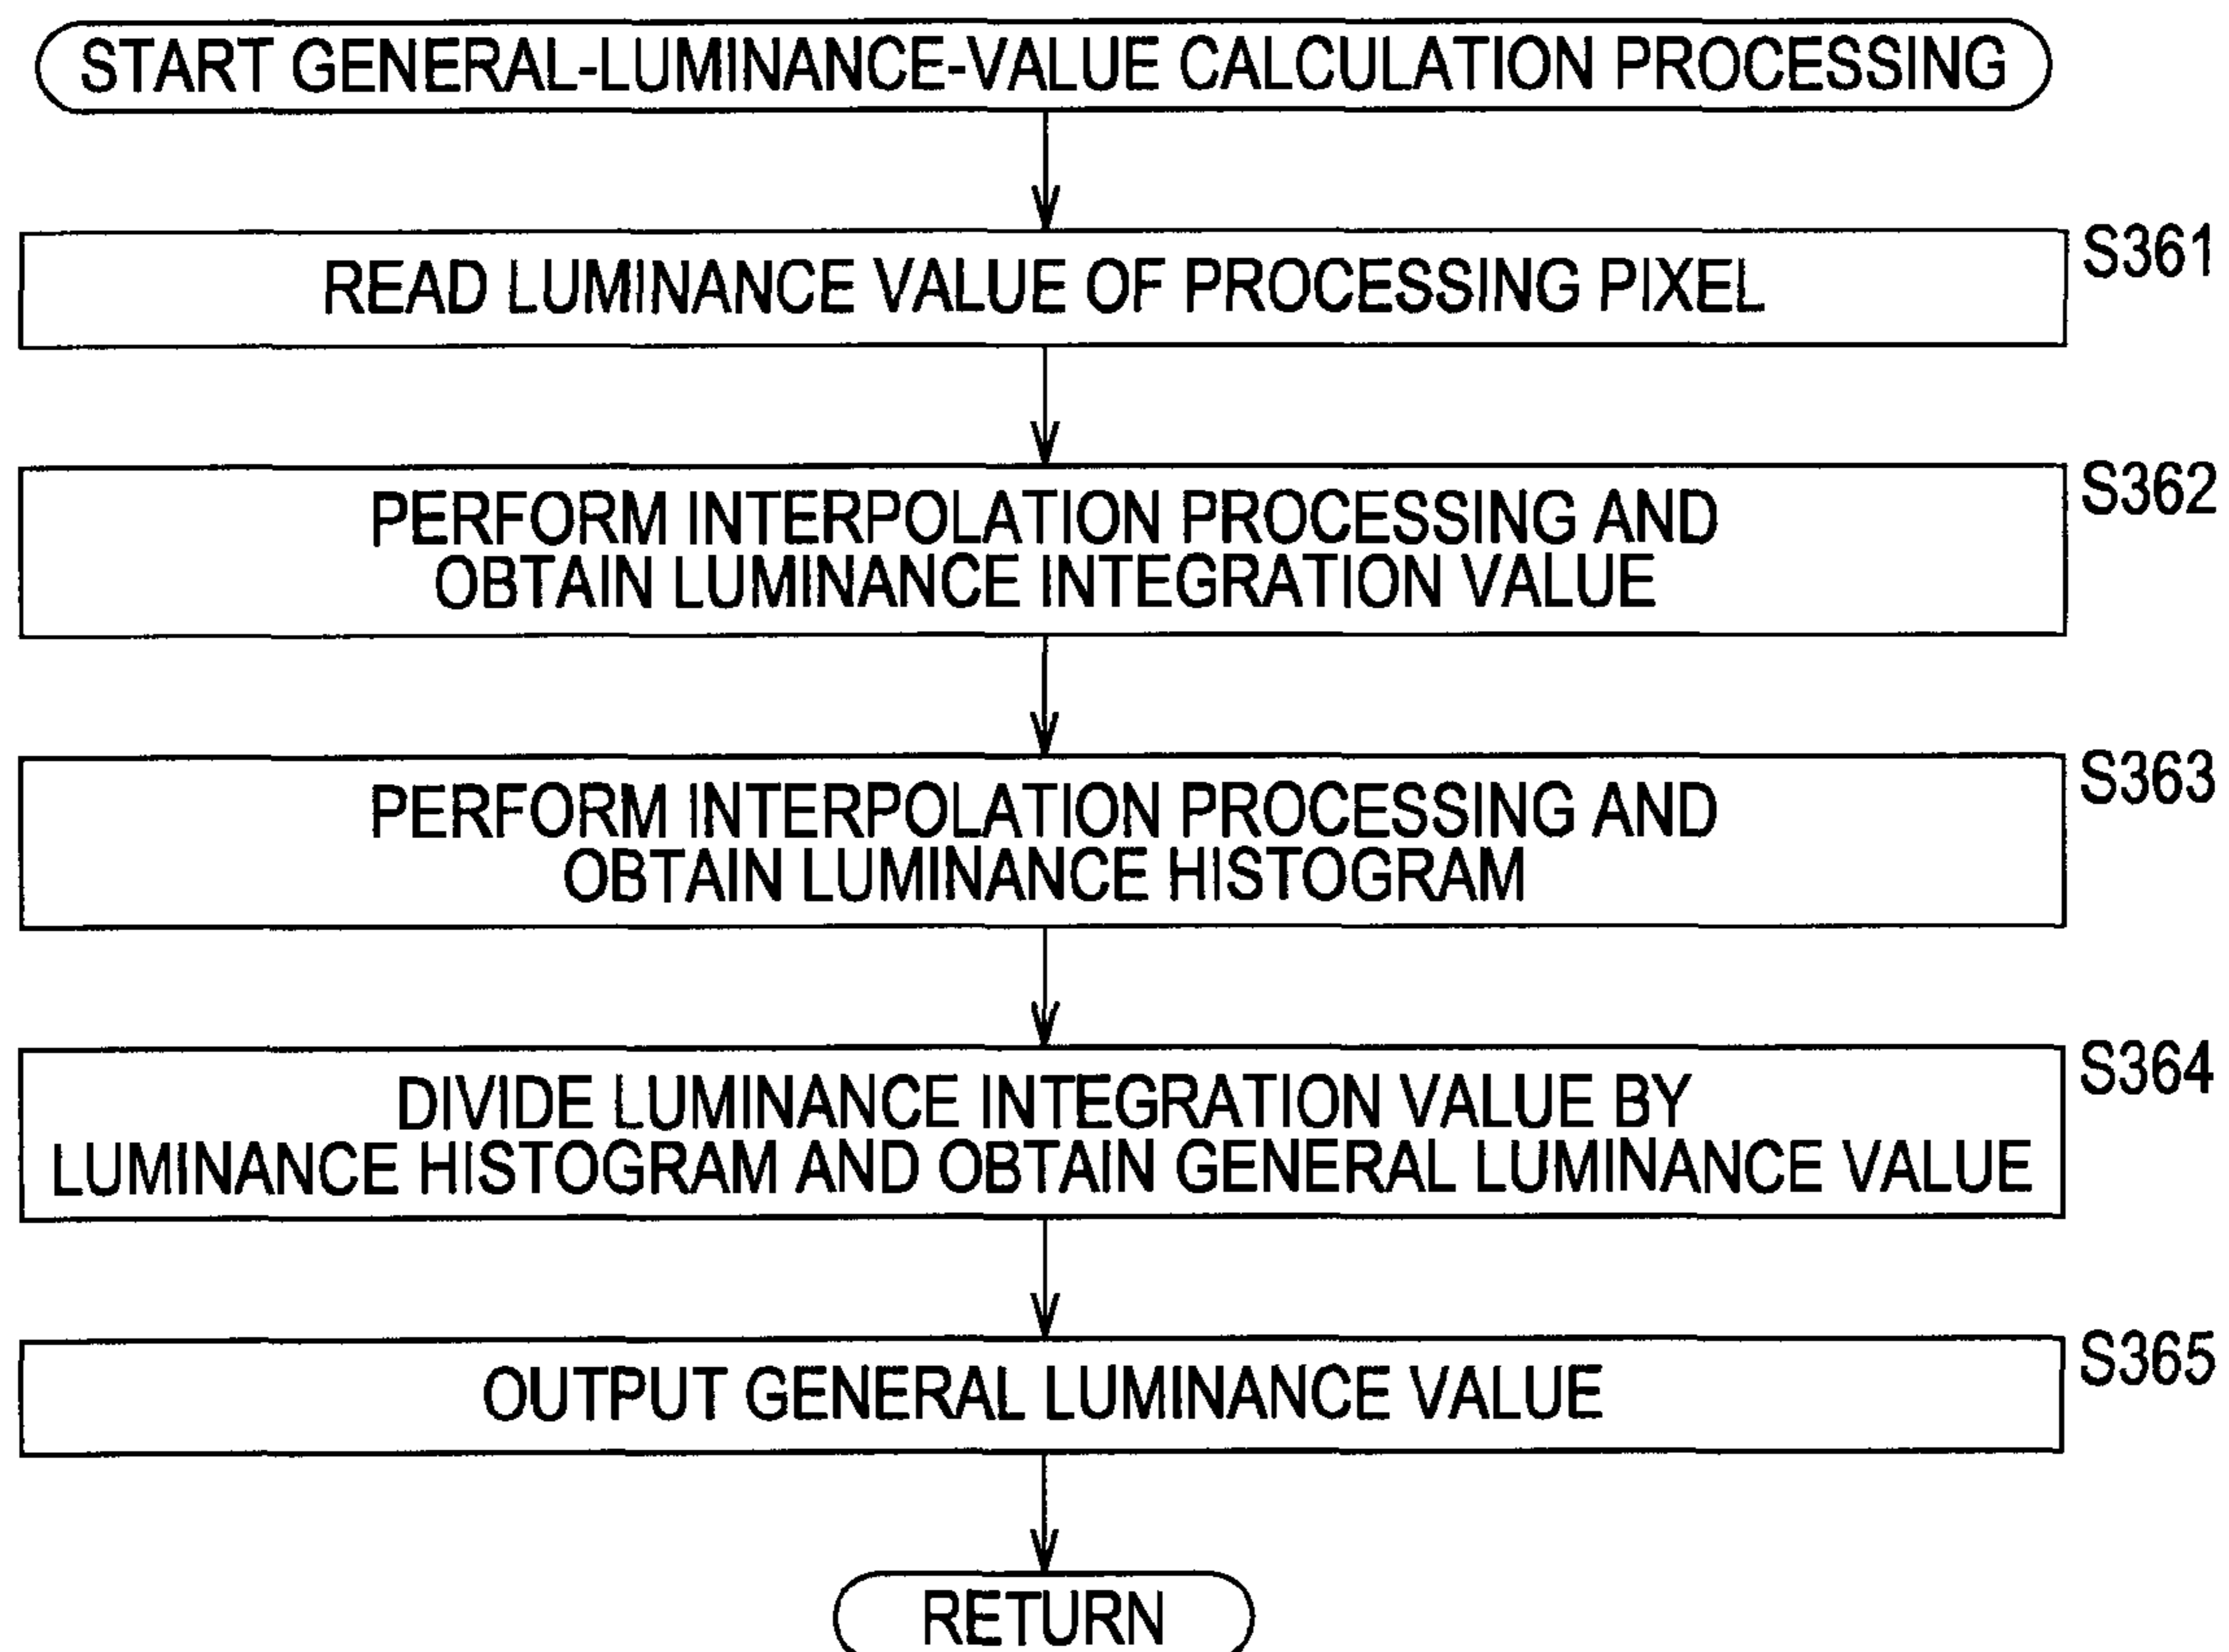 START GENERAL-LUMINANCE-VALUE CALCULATION PROCESSING
S361
READ LUMINANCE VALUE OF PROCESSING PIXEL
S362
PERFORM INTERPOLATION PROCESSING AND
OBTAIN LUMINANCE INTEGRATION VALUE
S363
PERFORM INTERPOLATION PROCESSING AND
OBTAIN LUMINANCE HISTOGRAM
S364
DIVIDE LUMINANCE INTEGRATION VALUE BY
LUMINANCE HISTOGRAM AND OBTAIN GENERAL LUMINANCE VALUE
S365
OUTPUT GENERAL LUMINANCE VALUE
RETURN